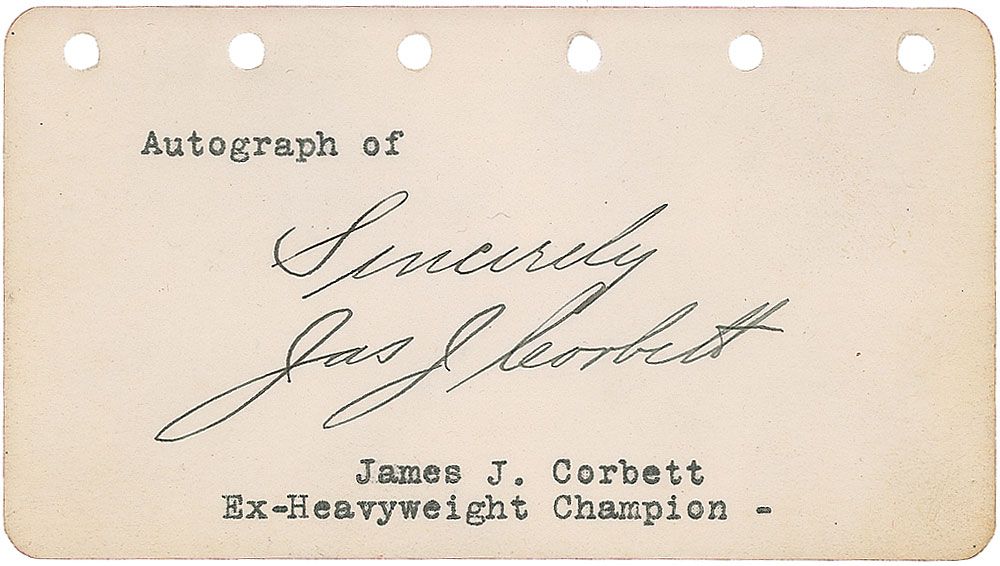 Autograph of
Sincerely
Jas J Corbett
James J. Corbett
Ex-Heavyweight Champion -